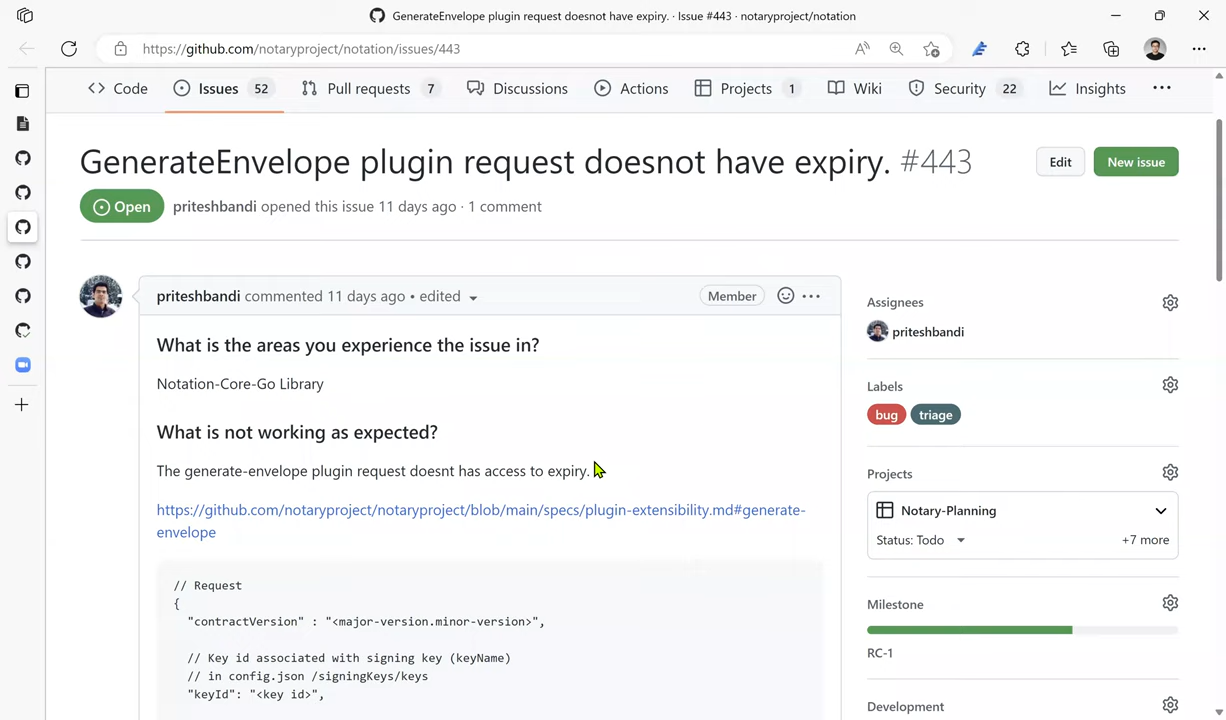 GenerateEnvelope plugin request doesnot have expiry. · Issue #443 · notaryproject/notation
https://github.com/notaryproject/notation/issues/443
Code Issues 52 Pull requests 7 Discussions Actions Projects 1 Wiki Security 22 Insights
GenerateEnvelope plugin request doesnot have expiry. #443
Edit New issue
Open priteshbandi opened this issue 11 days ago · 1 comment
priteshbandi commented 11 days ago • edited Member
What is the areas you experience the issue in?
Notation-Core-Go Library
What is not working as expected?
The generate-envelope plugin request doesnt has access to expiry.
https://github.com/notaryproject/notaryproject/blob/main/specs/plugin-extensibility.md#generate-
envelope
// Request
{
"contractVersion" : "<major-version.minor-version>",
// Key id associated with signing key (keyName)
// in config.json /signingKeys/keys
"keyId": "<key id>",
Assignees
priteshbandi
Labels
bug triage
Projects
Notary-Planning
Status: Todo +7 more
Milestone
RC-1
Development